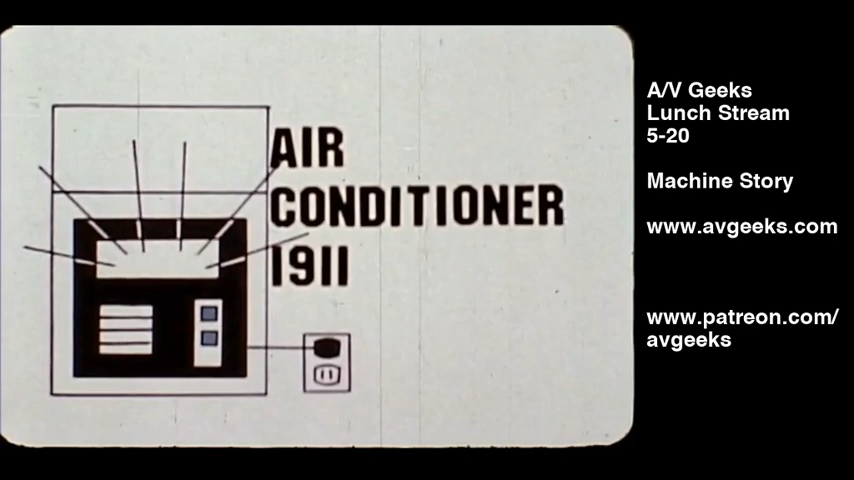 AIR
CONDITIONER
1911
A/V Geeks
Lunch Stream
5-20
Machine Story
www.avgeeks.com
www.patreon.com/
avgeeks